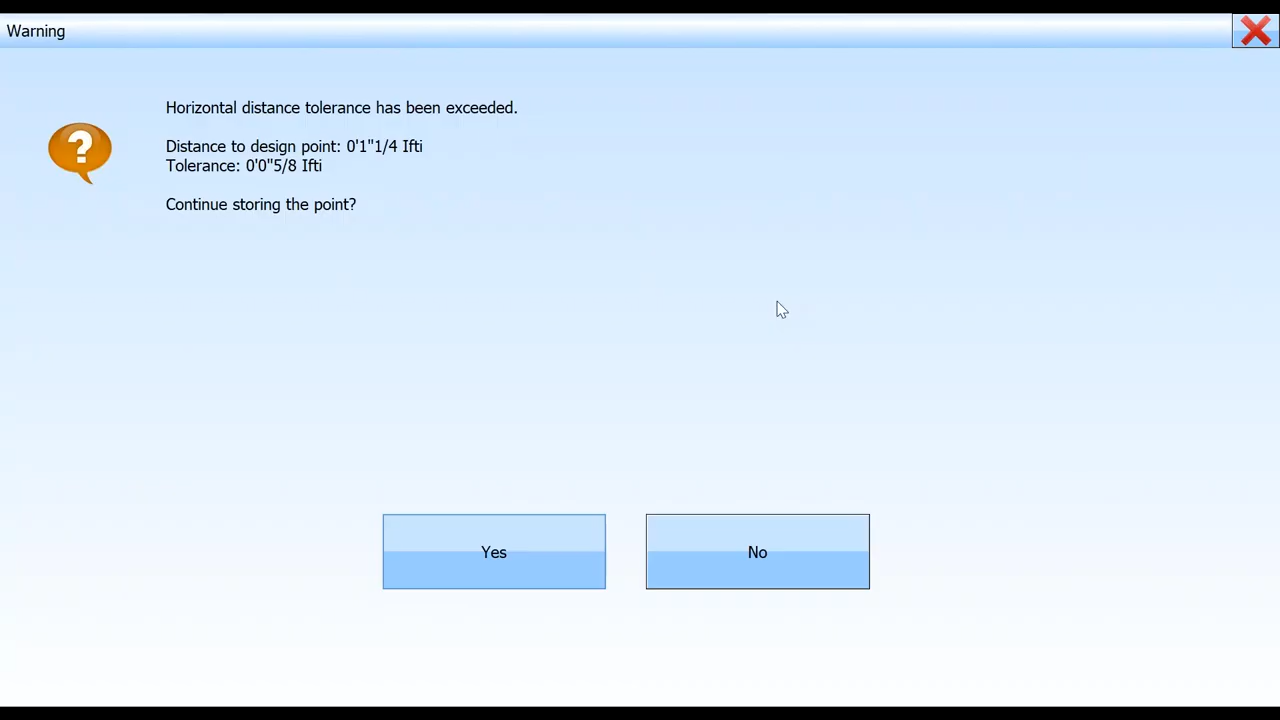 Warning
Horizontal distance tolerance has been exceeded.
Distance to design point: 0'1"1/4 Ifti
Tolerance: 0'0"5/8 Ifti
Continue storing the point?
Yes
No